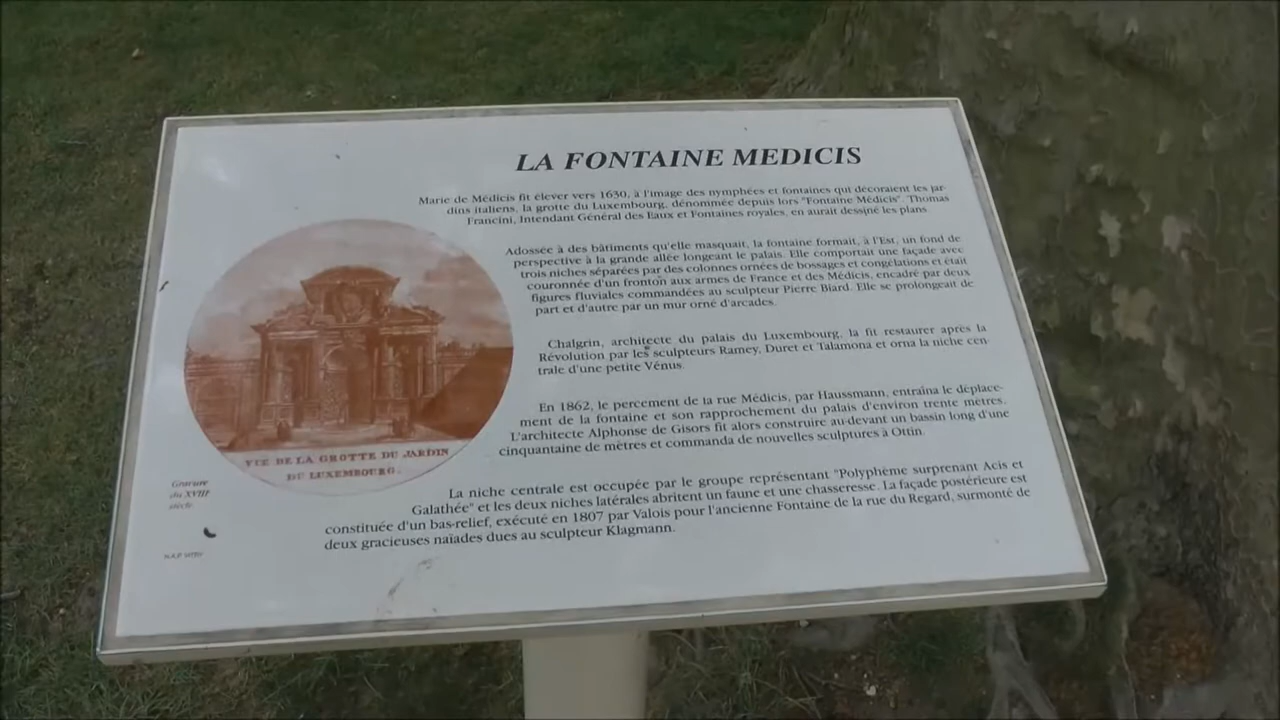 LA FONTAINE MEDICIS
Marie de Médicis fit élever vers 1630, à l'image des nymphées et fontaines qui décoraient les jar-
dins italiens, la grotte du Luxembourg, dénommée depuis lors "Fontaine Médicis". Thomas
Francini, Intendant Général des Eaux et Fontaines royales, en aurait dessiné les plans.
Adossée à des bâtiments qu'elle masquait, la fontaine formait, à l'Est, un fond de
perspective à la grande allée longeant le palais. Elle comportait une façade avec
trois niches séparées par des colonnes ornées de bossages et congélations et était
couronnée d'un fronton aux armes de France et des Médicis, encadré par deux
figures fluviales commandées au sculpteur Pierre Biard. Elle se prolongeait de
part et d'autre par un mur orné d'arcades.
Chalgrin, architecte du palais du Luxembourg, la fit restaurer après la
Révolution par les sculpteurs Ramey, Duret et Talamona et orna la niche cen-
trale d'une petite Vénus.
En 1862, le percement de la rue Médicis, par Haussmann, entraîna le déplace-
ment de la fontaine et son rapprochement du palais d'environ trente mètres.
L'architecte Alphonse de Gisors fit alors construire au-devant un bassin long d'une
cinquantaine de mètres et commanda de nouvelles sculptures à Ottin.
La niche centrale est occupée par le groupe représentant "Polyphème surprenant Acis et
Galathée" et les deux niches latérales abritent un faune et une chasseresse. La façade postérieure est
constituée d'un bas-relief, exécuté en 1807 par Valois pour l'ancienne Fontaine de la rue du Regard, surmonté de
deux gracieuses naïades dues au sculpteur Klagmann.
VUE DE LA GROTTE DU JARDIN
DU LUXEMBOURG.
Gravure
du XVIIIe
siècle